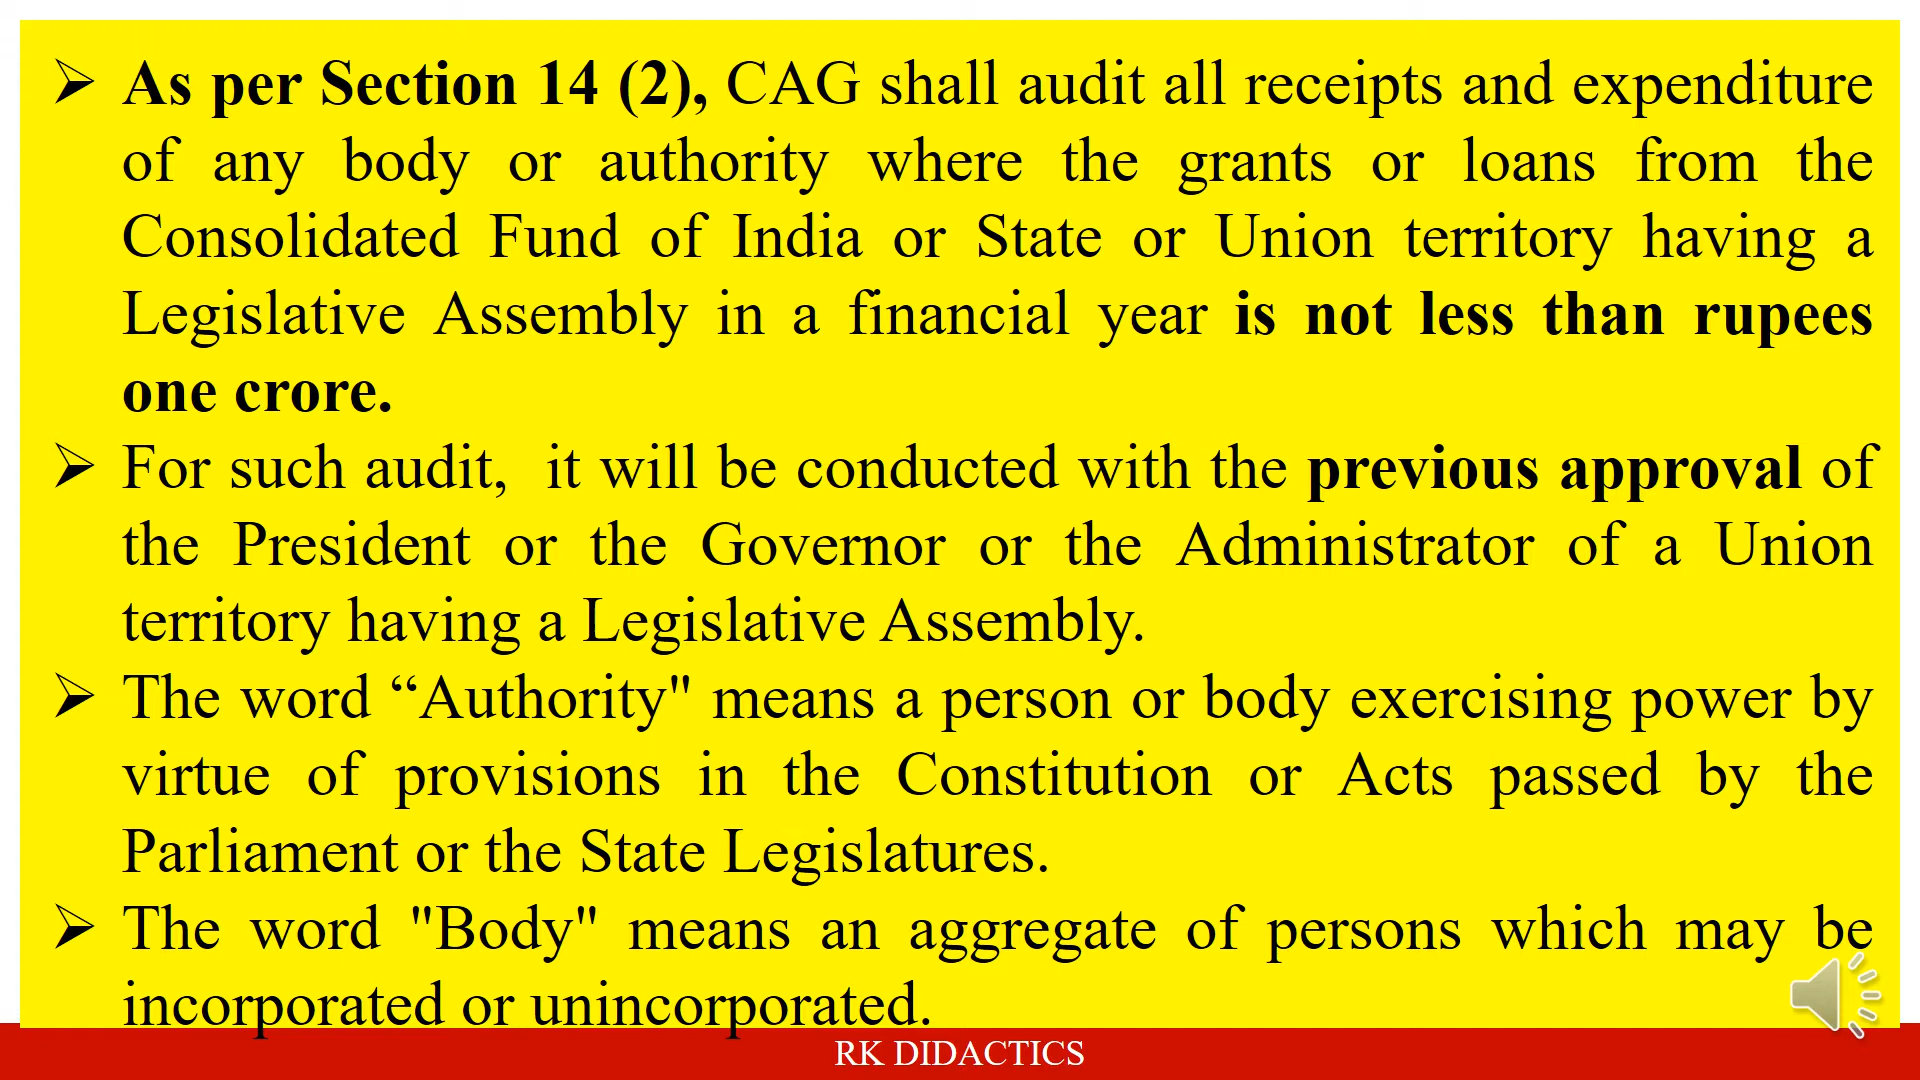 As per Section 14 (2), CAG shall audit all receipts and expenditure
of any body or authority where the grants or loans from the
Consolidated Fund of India or State or Union territory having a
Legislative Assembly in a financial year is not less than rupees
one crore.
For such audit,  it will be conducted with the previous approval of
the President or the Governor or the Administrator of a Union
territory having a Legislative Assembly.
The word “Authority" means a person or body exercising power by
virtue of provisions in the Constitution or Acts passed by the
Parliament or the State Legislatures.
The word "Body" means an aggregate of persons which may be
incorporated or unincorporated.
RK DIDACTICS